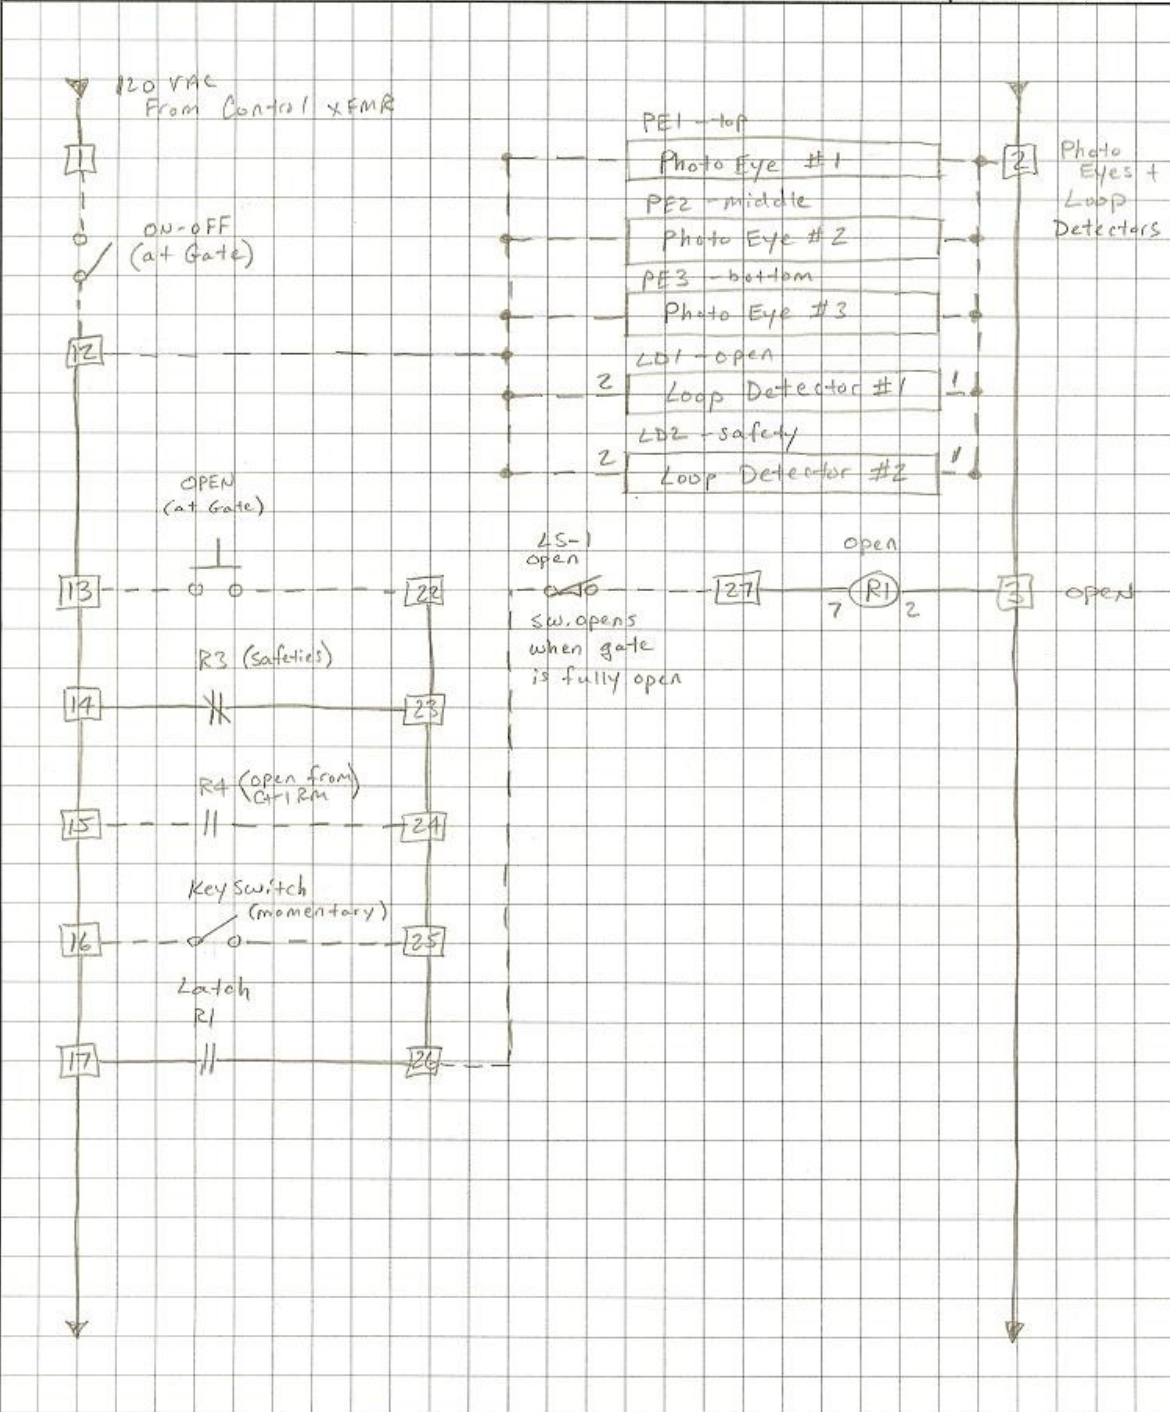 120 VAC
From Control XFMR
1
ON-OFF
(at Gate)
12
PE1 - top
Photo Eye #1
PE2 - middle
Photo Eye #2
PE3 - bottom
Photo Eye #3
LD1 - open
2 Loop Detector #1 1
LD2 - safety
2 Loop Detector #2 1
2
Photo
Eyes +
Loop
Detectors
OPEN
(at Gate)
13
22
LS-1
open
sw. opens
when gate
is fully open
27
open
7 R1 2
3
OPEN
R3 (safeties)
14
23
R4 (open from
Ctrl RM)
15
24
Key Switch
(momentary)
16
25
Latch
R1
17
26